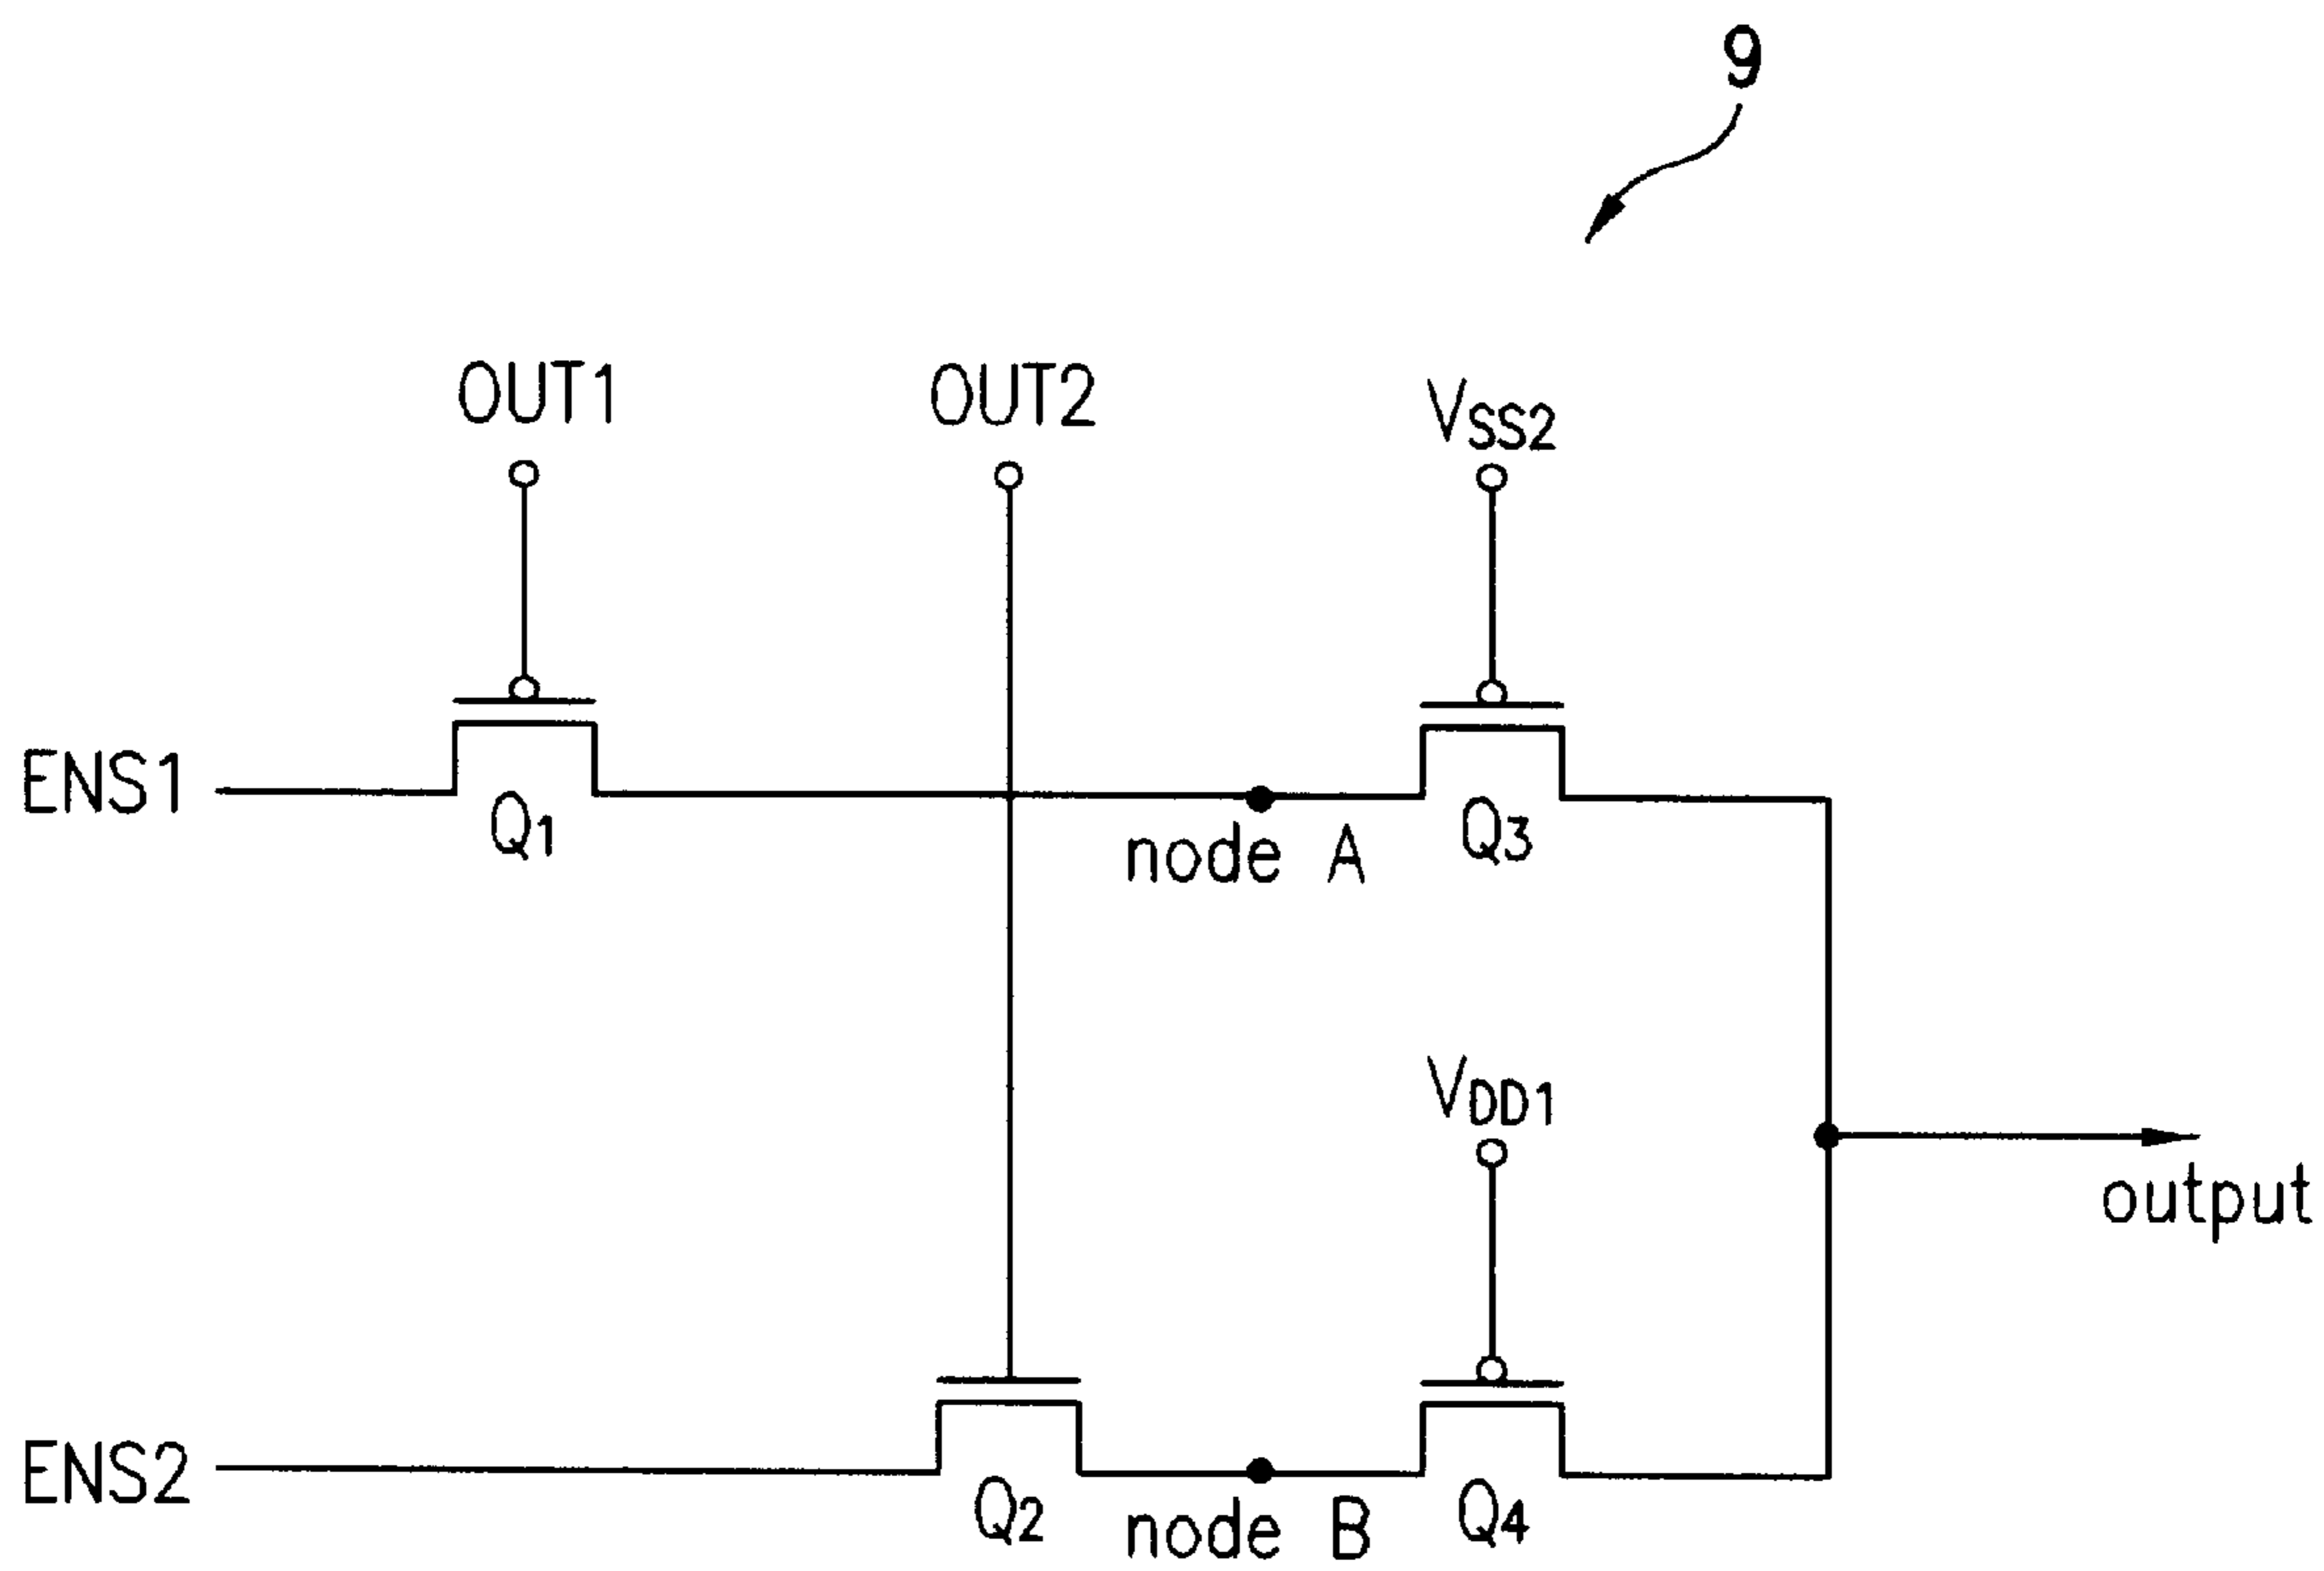 9
OUT1
OUT2
VSS2
ENS1
Q1
node A
Q3
VDD1
output
ENS2
Q2
node B
Q4